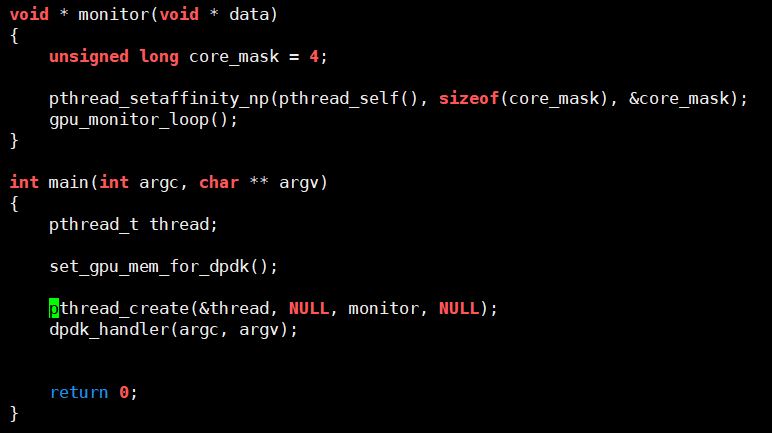 void * monitor(void * data)
{
    unsigned long core_mask = 4;

    pthread_setaffinity_np(pthread_self(), sizeof(core_mask), &core_mask);
    gpu_monitor_loop();
}

int main(int argc, char ** argv)
{
    pthread_t thread;

    set_gpu_mem_for_dpdk();

    pthread_create(&thread, NULL, monitor, NULL);
    dpdk_handler(argc, argv);


    return 0;
}